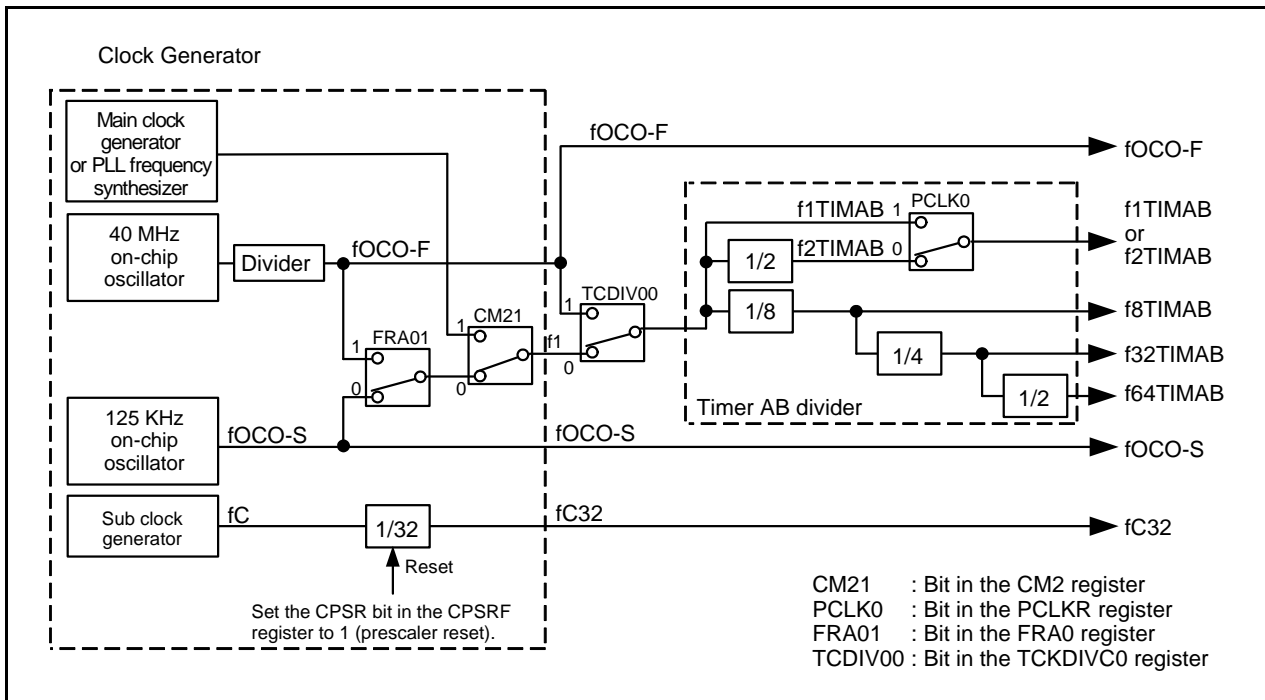 Clock Generator
Main clock
generator
or PLL frequency
synthesizer
fOCO-F
fOCO-F
40 MHz
on-chip
oscillator
Divider
fOCO-F
FRA01
1
0
CM21
1
0
f1
TCDIV00
1
0
f1TIMAB 1
PCLK0
1/2
f2TIMAB 0
f1TIMAB
or
f2TIMAB
1/8
f8TIMAB
1/4
f32TIMAB
1/2
f64TIMAB
Timer AB divider
125 KHz
on-chip
oscillator
fOCO-S
fOCO-S
fOCO-S
Sub clock
generator
fC
1/32
fC32
fC32
Reset
Set the CPSR bit in the CPSRF
register to 1 (prescaler reset).
CM21 : Bit in the CM2 register
PCLK0 : Bit in the PCLKR register
FRA01 : Bit in the FRA0 register
TCDIV00 : Bit in the TCKDIVC0 register